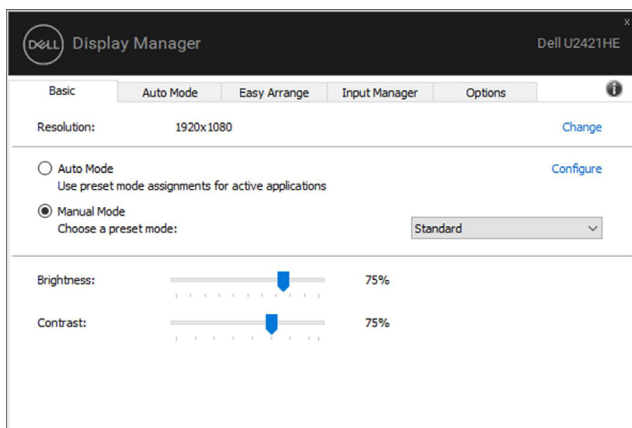 x
DELL Display Manager Dell U2421HE
Basic Auto Mode Easy Arrange Input Manager Options i
Resolution: 1920x1080 Change
Auto Mode Configure
Use preset mode assignments for active applications
Manual Mode
Choose a preset mode: Standard
Brightness: 75%
Contrast: 75%